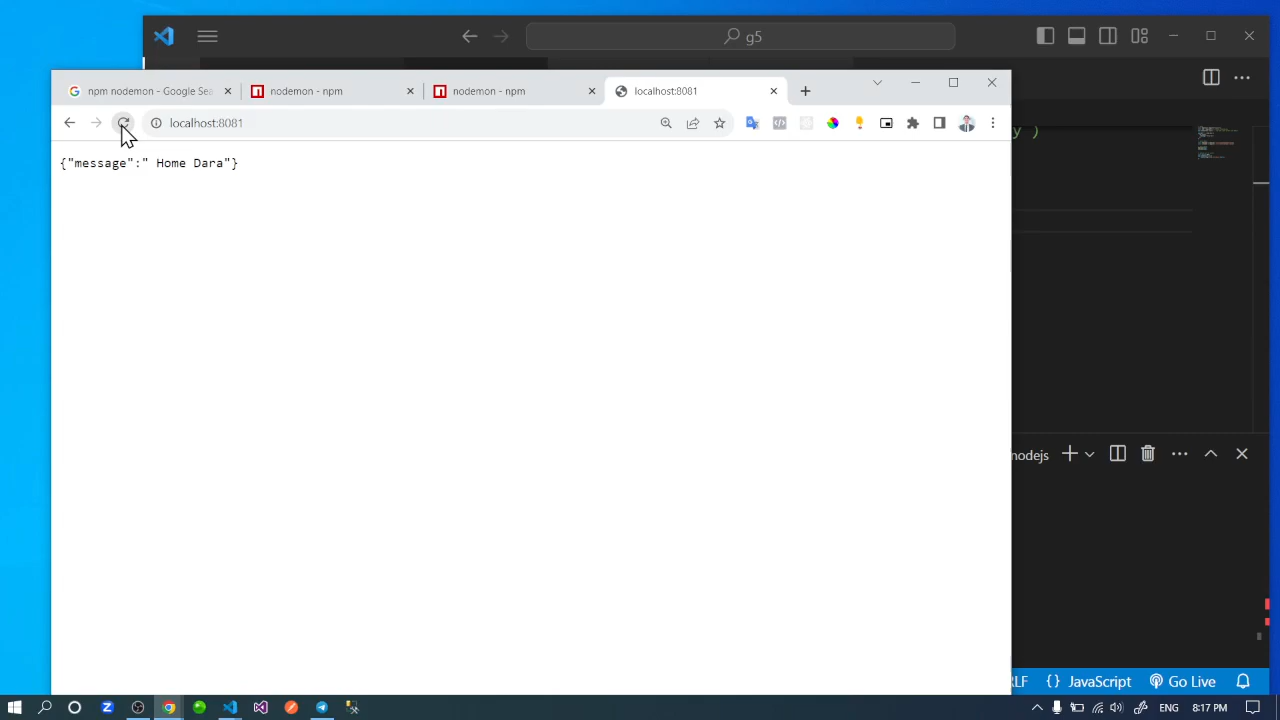 g5
npm nodemon - Google Sea
nodemon - npm
nodemon - npm
localhost:8081
localhost:8081
{"message":" Home Dara"}
y )
nodejs
RLF
{ } JavaScript
Go Live
ENG
8:17 PM